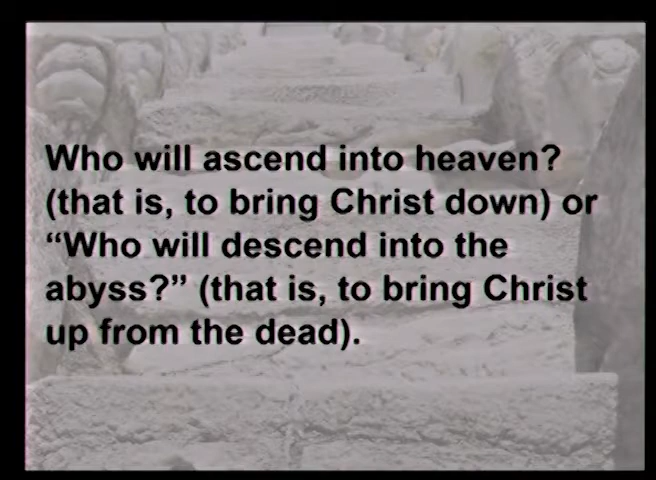 Who will ascend into heaven?
(that is, to bring Christ down) or
“Who will descend into the
abyss?” (that is, to bring Christ
up from the dead).